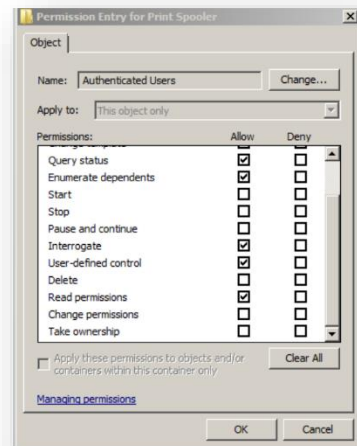 Permission Entry for Print Spooler
Object
Name: Authenticated Users Change...
Apply to: This object only
Permissions: Allow Deny
Change template
Query status
Enumerate dependents
Start
Stop
Pause and continue
Interrogate
User-defined control
Delete
Read permissions
Change permissions
Take ownership
Apply these permissions to objects and/or
containers within this container only
Clear All
Managing permissions
OK Cancel